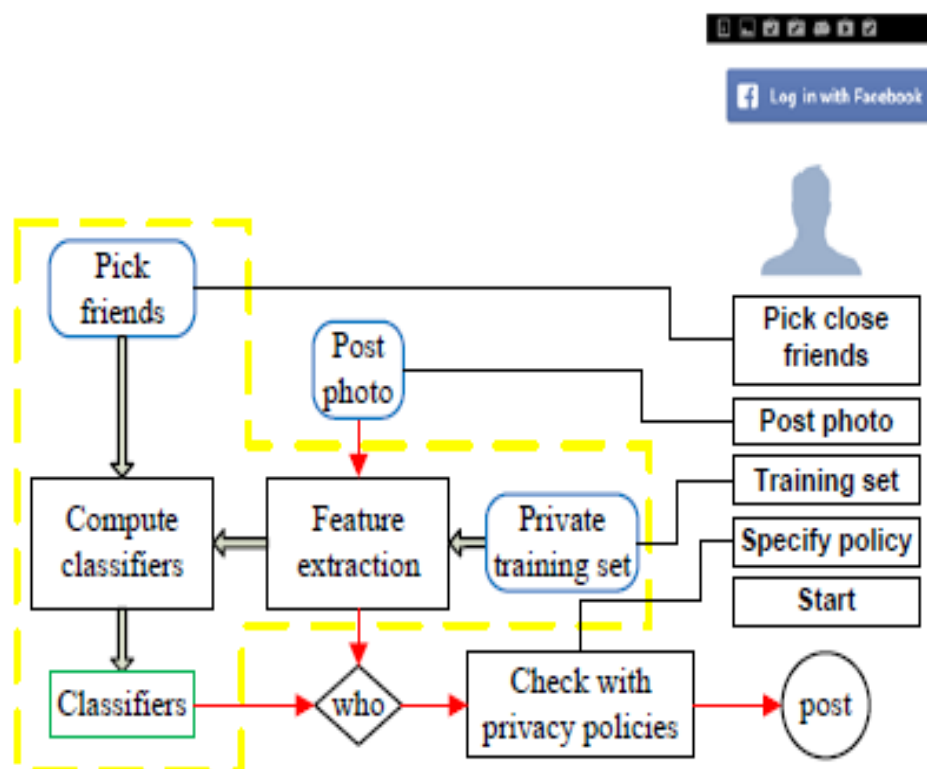 Log in with Facebook
Pick
friends
Post
photo
Pick close
friends
Post photo
Training set
Specify policy
Start
Compute
classifiers
Feature
extraction
Private
training set
Classifiers
who
Check with
privacy policies
post